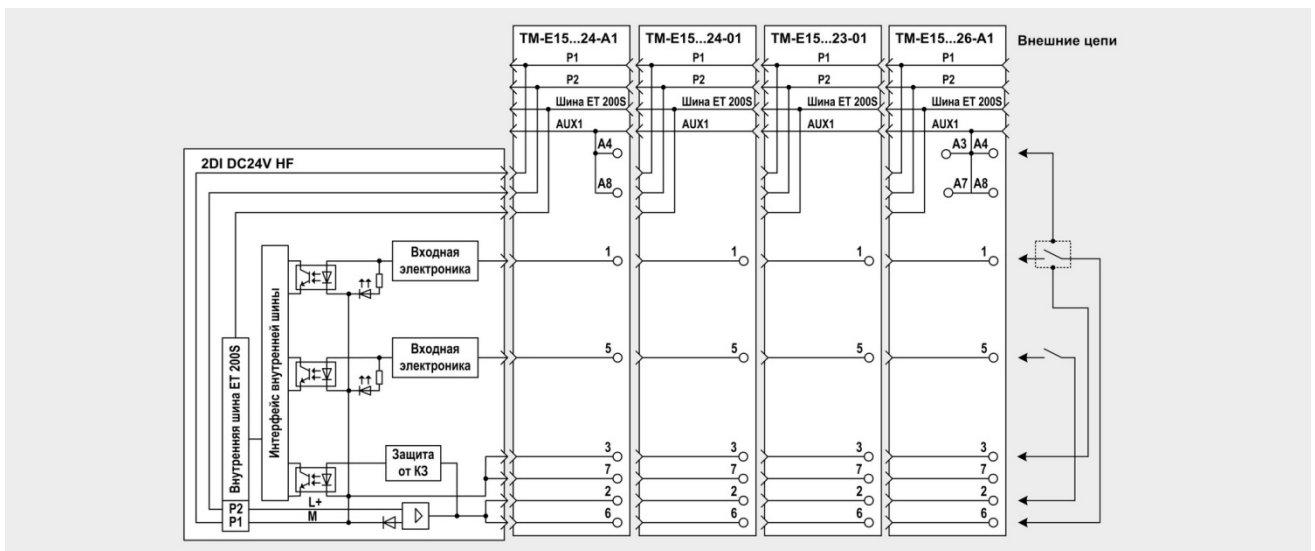 TM-E15...24-A1
TM-E15...24-01
TM-E15...23-01
TM-E15...26-A1
Внешние цепи
P1
P1
P1
P1
P2
P2
P2
P2
Шина ET 200S
Шина ET 200S
Шина ET 200S
Шина ET 200S
AUX1
AUX1
AUX1
AUX1
A4
A3 A4
A8
A7 A8
2DI DC24V HF
Входная
электроника
1
1
1
1
Входная
электроника
5
5
5
5
Интерфейс внутренней шины
Внутренняя шина ET 200S
Защита
от КЗ
3
3
3
3
7
7
7
7
2
2
2
2
6
6
6
6
P2
L+
P1
M